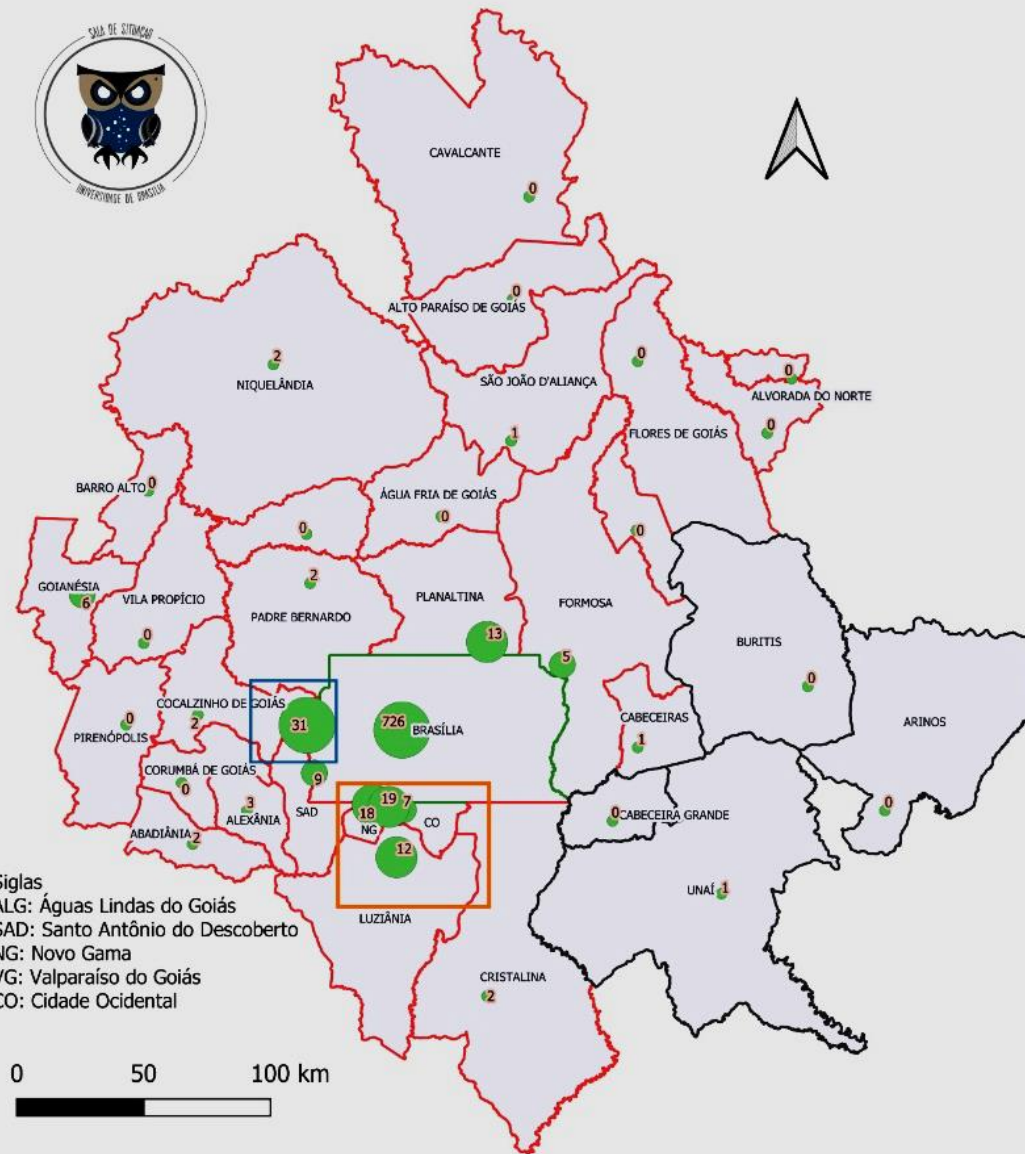 SALA DE SITUAÇÃO
UNIVERSIDADE DE BRASÍLIA
CAVALCANTE
0
0
ALTO PARAÍSO DE GOIÁS
2
NIQUELÂNDIA
SÃO JOÃO D'ALIANÇA
0
0
ALVORADA DO NORTE
FLORES DE GOIÁS
0
1
BARRO ALTO
0
ÁGUA FRIA DE GOIÁS
0
0
0
GOIANÉSIA
6
VILA PROPÍCIO
2
PADRE BERNARDO
PLANALTINA
FORMOSA
0
13
BURITIS
5
0
COCALZINHO DE GOIÁS
2
PIRENÓPOLIS
0
31
726
BRASÍLIA
CABECEIRAS
1
ARINOS
CORUMBÁ DE GOIÁS
0
9
ALEXÂNIA
3
SAD
19
7
18
NG
CO
0
CABECEIRA GRANDE
0
ABADIÂNIA
2
12
UNAÍ
1
LUZIÂNIA
Siglas
ALG: Águas Lindas do Goiás
SAD: Santo Antônio do Descoberto
NG: Novo Gama
VG: Valparaíso do Goiás
CO: Cidade Ocidental
CRISTALINA
2
0 50 100 km